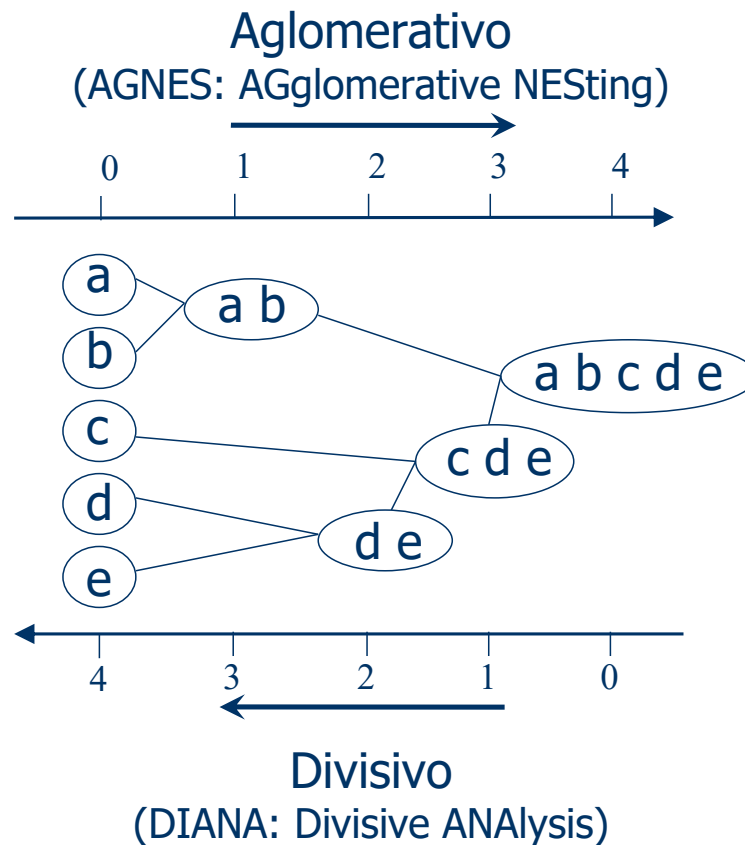 Aglomerativo
(AGNES: AGglomerative NESting)
0 1 2 3 4
a
a b
b
a b c d e
c
c d e
d
d e
e
4 3 2 1 0
Divisivo
(DIANA: Divisive ANAlysis)